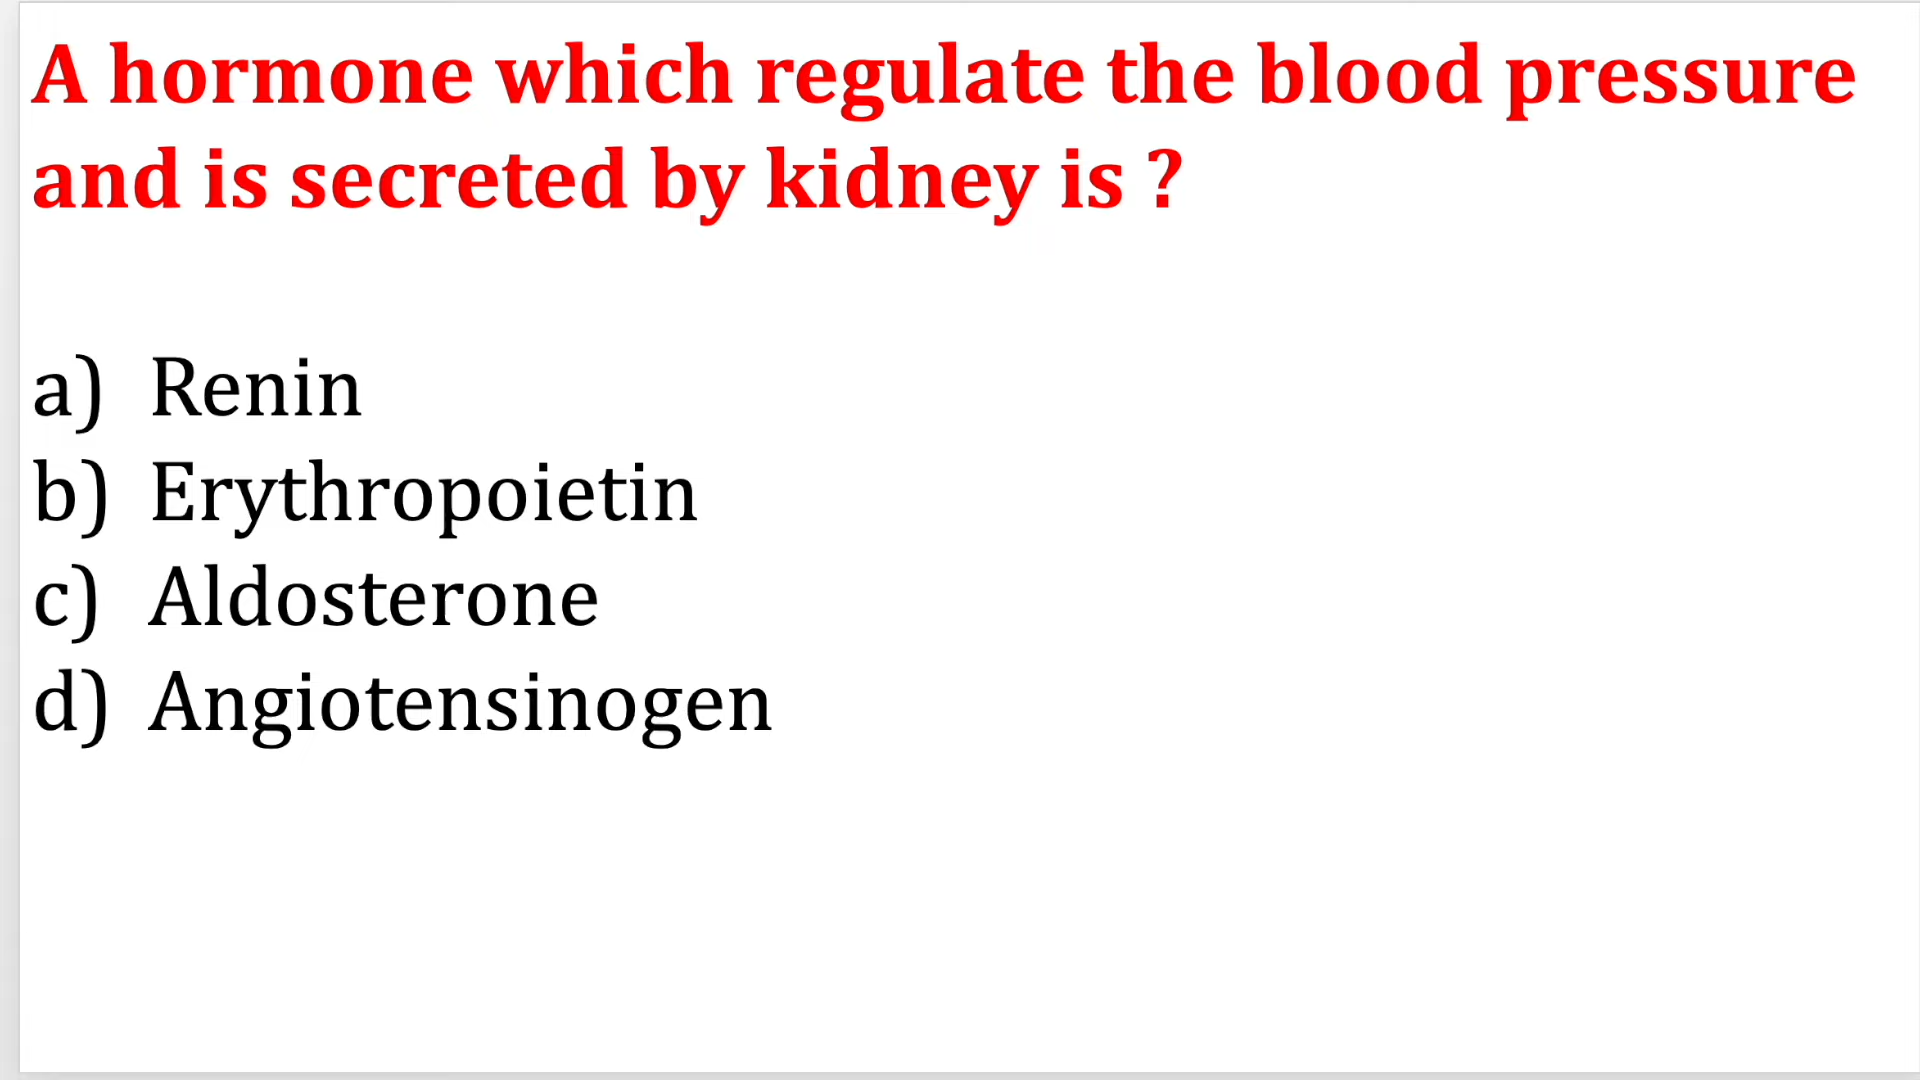 A hormone which regulate the blood pressure
and is secreted by kidney is ?
a) Renin
b) Erythropoietin
c) Aldosterone
d) Angiotensinogen